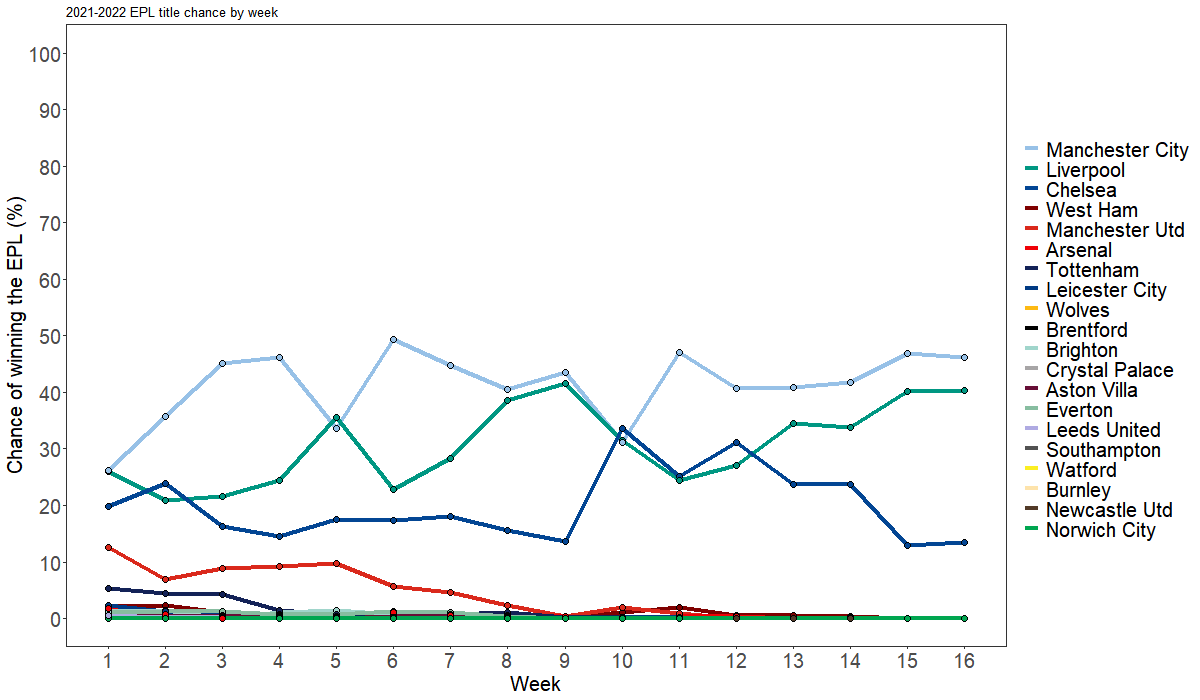 2021-2022 EPL title chance by week
Chance of winning the EPL (%)
100
90
80
70
60
50
40
30
20
10
0
1 2 3 4 5 6 7 8 9 10 11 12 13 14 15 16
Week
Manchester City
Liverpool
Chelsea
West Ham
Manchester Utd
Arsenal
Tottenham
Leicester City
Wolves
Brentford
Brighton
Crystal Palace
Aston Villa
Everton
Leeds United
Southampton
Watford
Burnley
Newcastle Utd
Norwich City